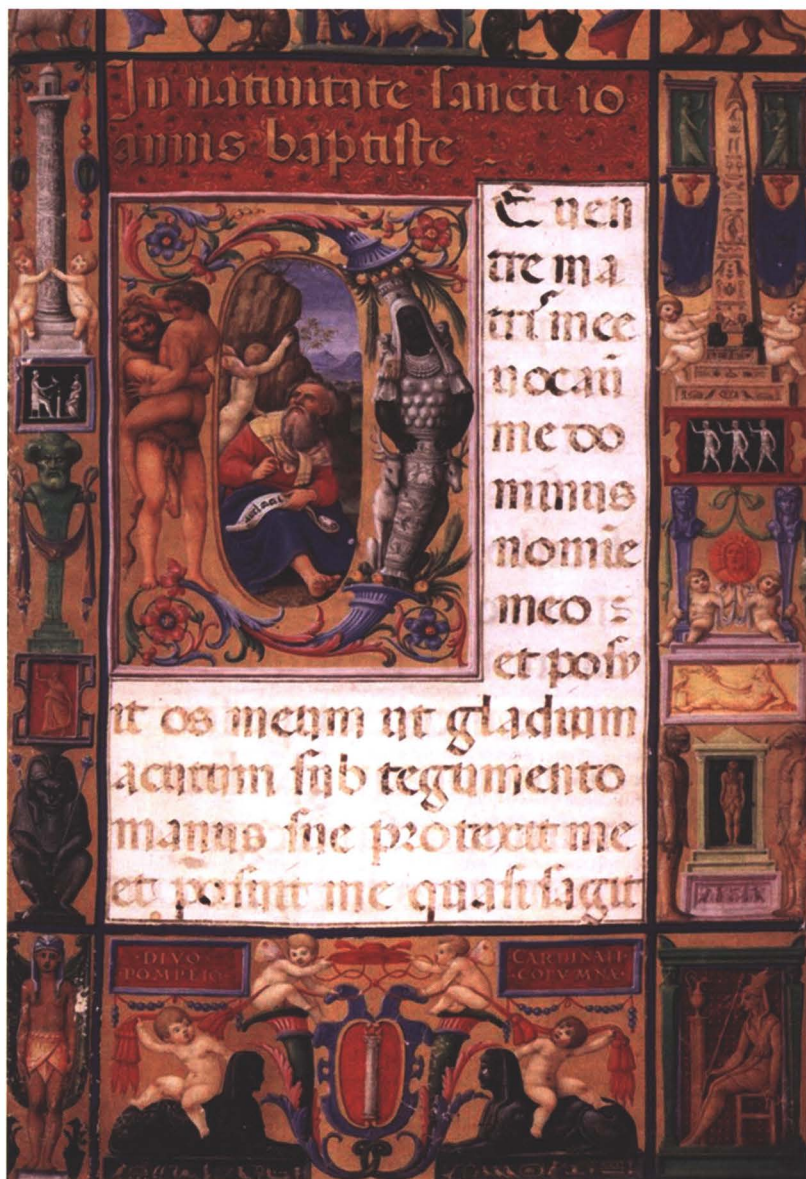 In natiuitate sancti io
annis baptiste
E uen
tre ma
triˢ mee
uocaū
me do
minus
nomīe
meo
et posu
it os meum ut gladium
acutum sub tegumento
manus sue protexit me
et posuit me quasi sagit
·DIVO·
POMPEIO·
CARDINALI·
·COLVMNA·